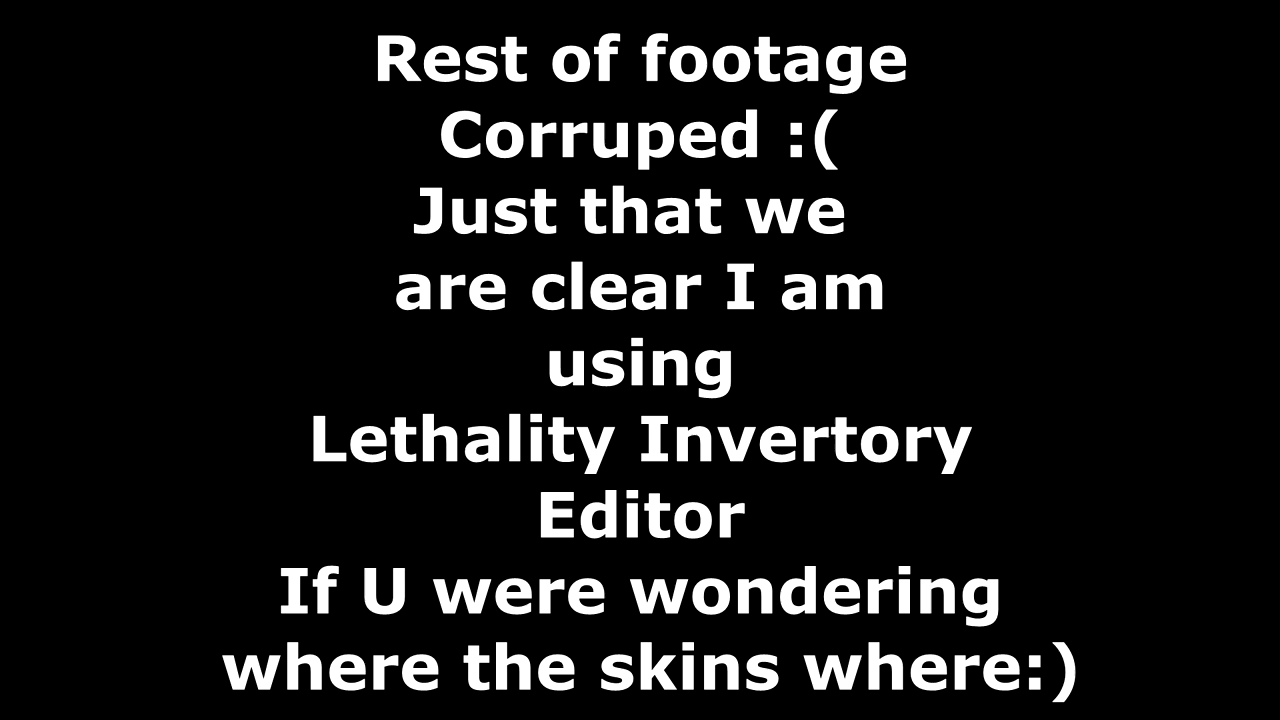 Rest of footage
Corruped :(
Just that we
are clear I am
using
Lethality Invertory
Editor
If U were wondering
where the skins where:)